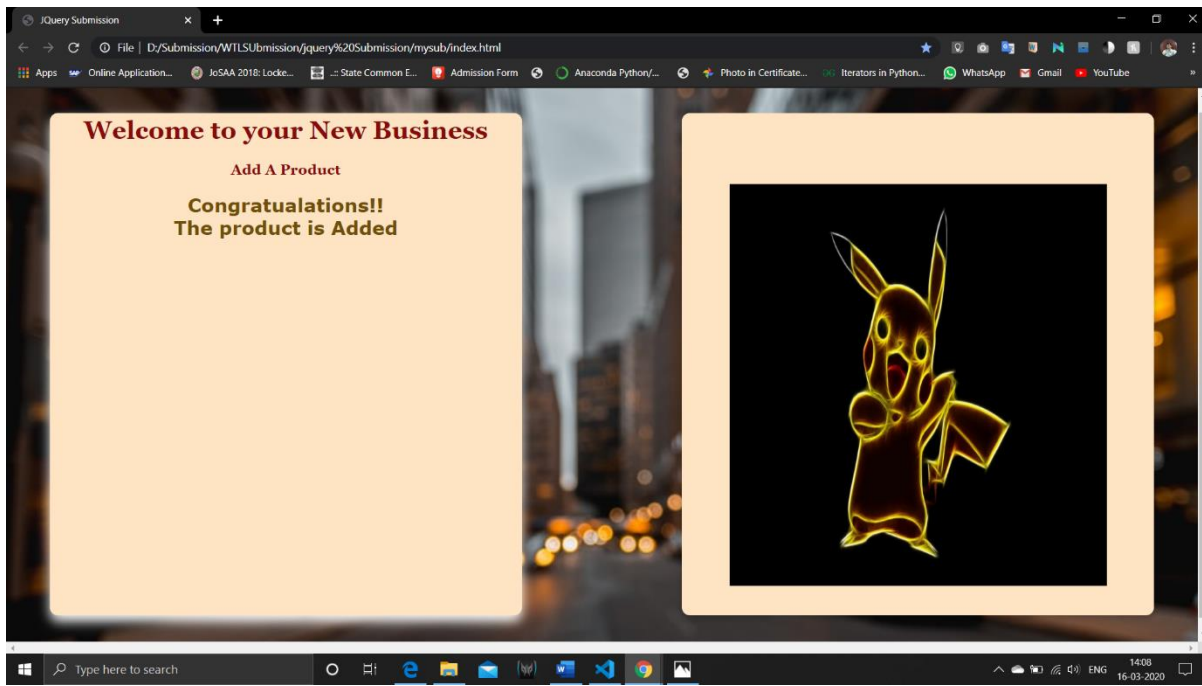 JQuery Submission
File | D:/Submission/WTLSUbmission/jquery%20Submission/mysub/index.html
Apps Online Application... JoSAA 2018: Locke... ..:: State Common E... Admission Form Anaconda Python/... Photo in Certificate... Iterators in Python... WhatsApp Gmail YouTube »
Welcome to your New Business
Add A Product
Congratualations!!
The product is Added
Type here to search
ENG
14:08
16-03-2020